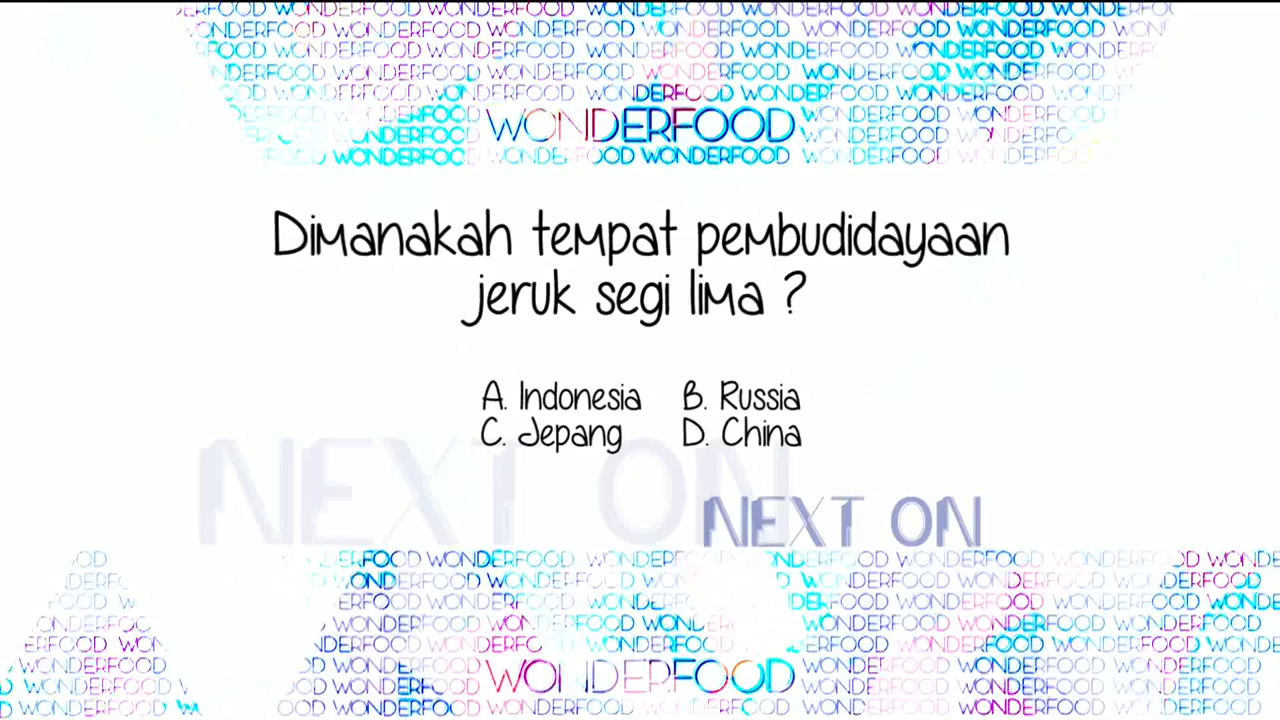 WONDERFOOD
Dimanakah tempat pembudidayaan
jeruk segi lima ?
A. Indonesia B. Russia
C. Jepang D. China
NEXT ON
NEXT ON
WONDERFOOD